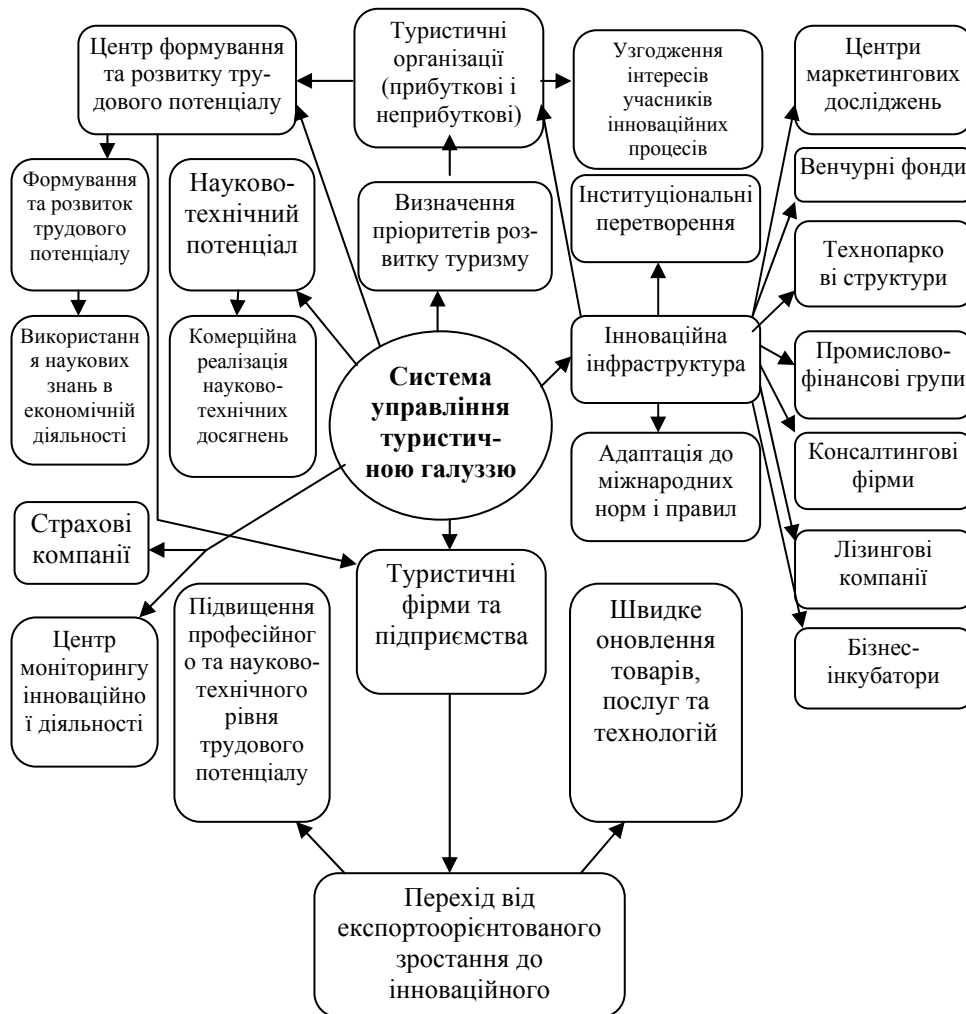 Центр формування
та розвитку тру-
дового потенціалу
Туристичні
організації
(прибуткові і
неприбуткові)
Узгодження
інтересів
учасників
інноваційних
процесів
Центри
маркетингових
досліджень
Формування
та розвиток
трудового
потенціалу
Науково-
технічний
потенціал
Визначення
пріоритетів роз-
витку туризму
Інституціональні
перетворення
Венчурні фонди
Технопарко
ві структури
Використанн
я наукових
знань в
економічній
діяльності
Комерційна
реалізація
науково-
технічних
досягнень
Система
управління
туристич-
ною галуззю
Інноваційна
інфраструктура
Промислово-
фінансові групи
Адаптація до
міжнародних
норм і правил
Консалтингові
фірми
Страхові
компанії
Туристичні
фірми та
підприємства
Лізингові
компанії
Центр
моніторингу
інноваційно
ї діяльності
Підвищення
професійног
о та науково-
технічного
рівня
трудового
потенціалу
Швидке
оновлення
товарів,
послуг та
технологій
Бізнес-
інкубатори
Перехід від
експортоорієнтованого
зростання до
інноваційного